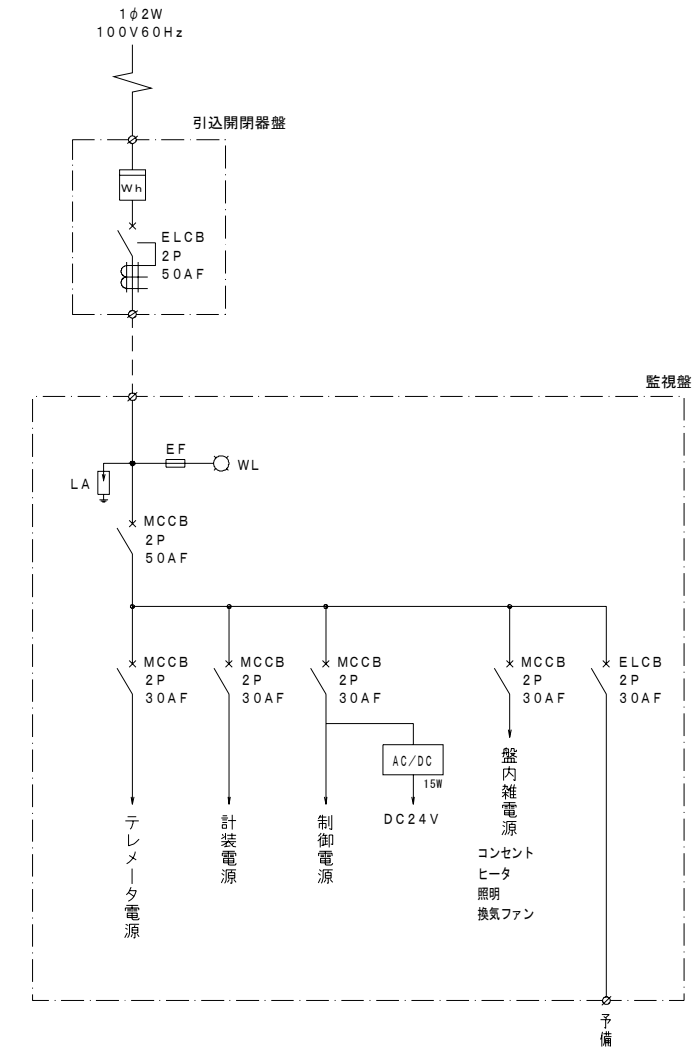 1φ2W
100V60Hz
引込開閉器盤
Wh
ELCB
2P
50AF
監視盤
EF
WL
LA
MCCB
2P
50AF
MCCB
2P
30AF
MCCB
2P
30AF
MCCB
2P
30AF
MCCB
2P
30AF
ELCB
2P
30AF
AC/DC
15W
DC24V
テレメータ電源
計装電源
制御電源
盤内雑電源
コンセント
ヒータ
照明
換気ファン
予備